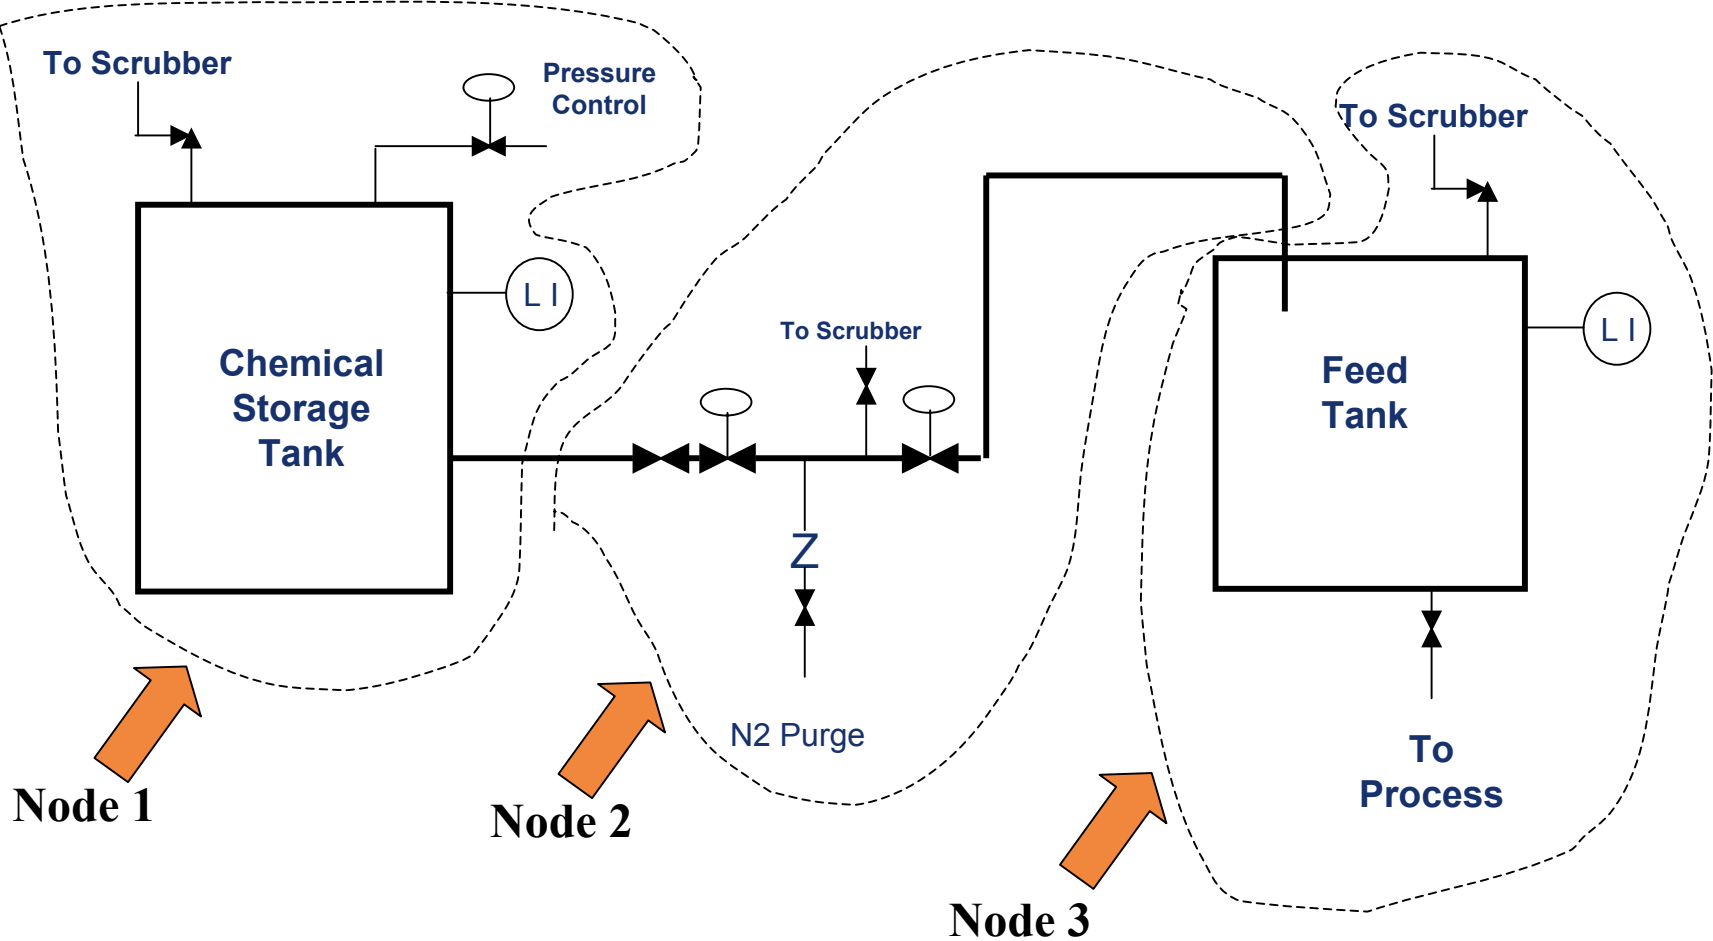 To Scrubber
Pressure
Control
L I
Chemical
Storage
Tank
Node 1
To Scrubber
Z
N2 Purge
Node 2
To Scrubber
L I
Feed
Tank
To
Process
Node 3